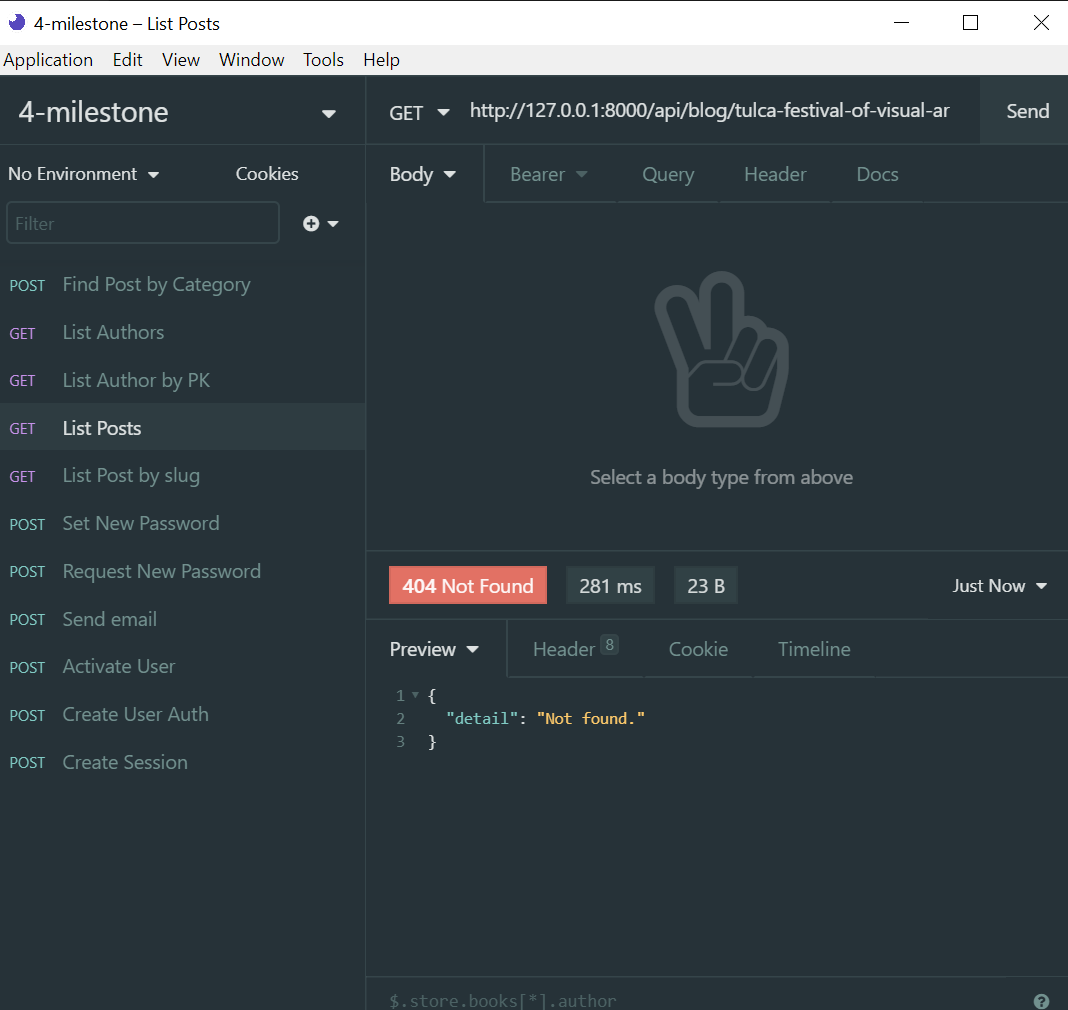 4-milestone – List Posts
Application Edit View Window Tools Help
4-milestone
GET http://127.0.0.1:8000/api/blog/tulca-festival-of-visual-ar Send
No Environment Cookies
Body Bearer Query Header Docs
Filter
POST Find Post by Category
GET List Authors
GET List Author by PK
GET List Posts
GET List Post by slug
POST Set New Password
POST Request New Password
POST Send email
POST Activate User
POST Create User Auth
POST Create Session
Select a body type from above
404 Not Found 281 ms 23 B Just Now
Preview Header 8 Cookie Timeline
1 {
2 "detail": "Not found."
3 }
$.store.books[*].author ?